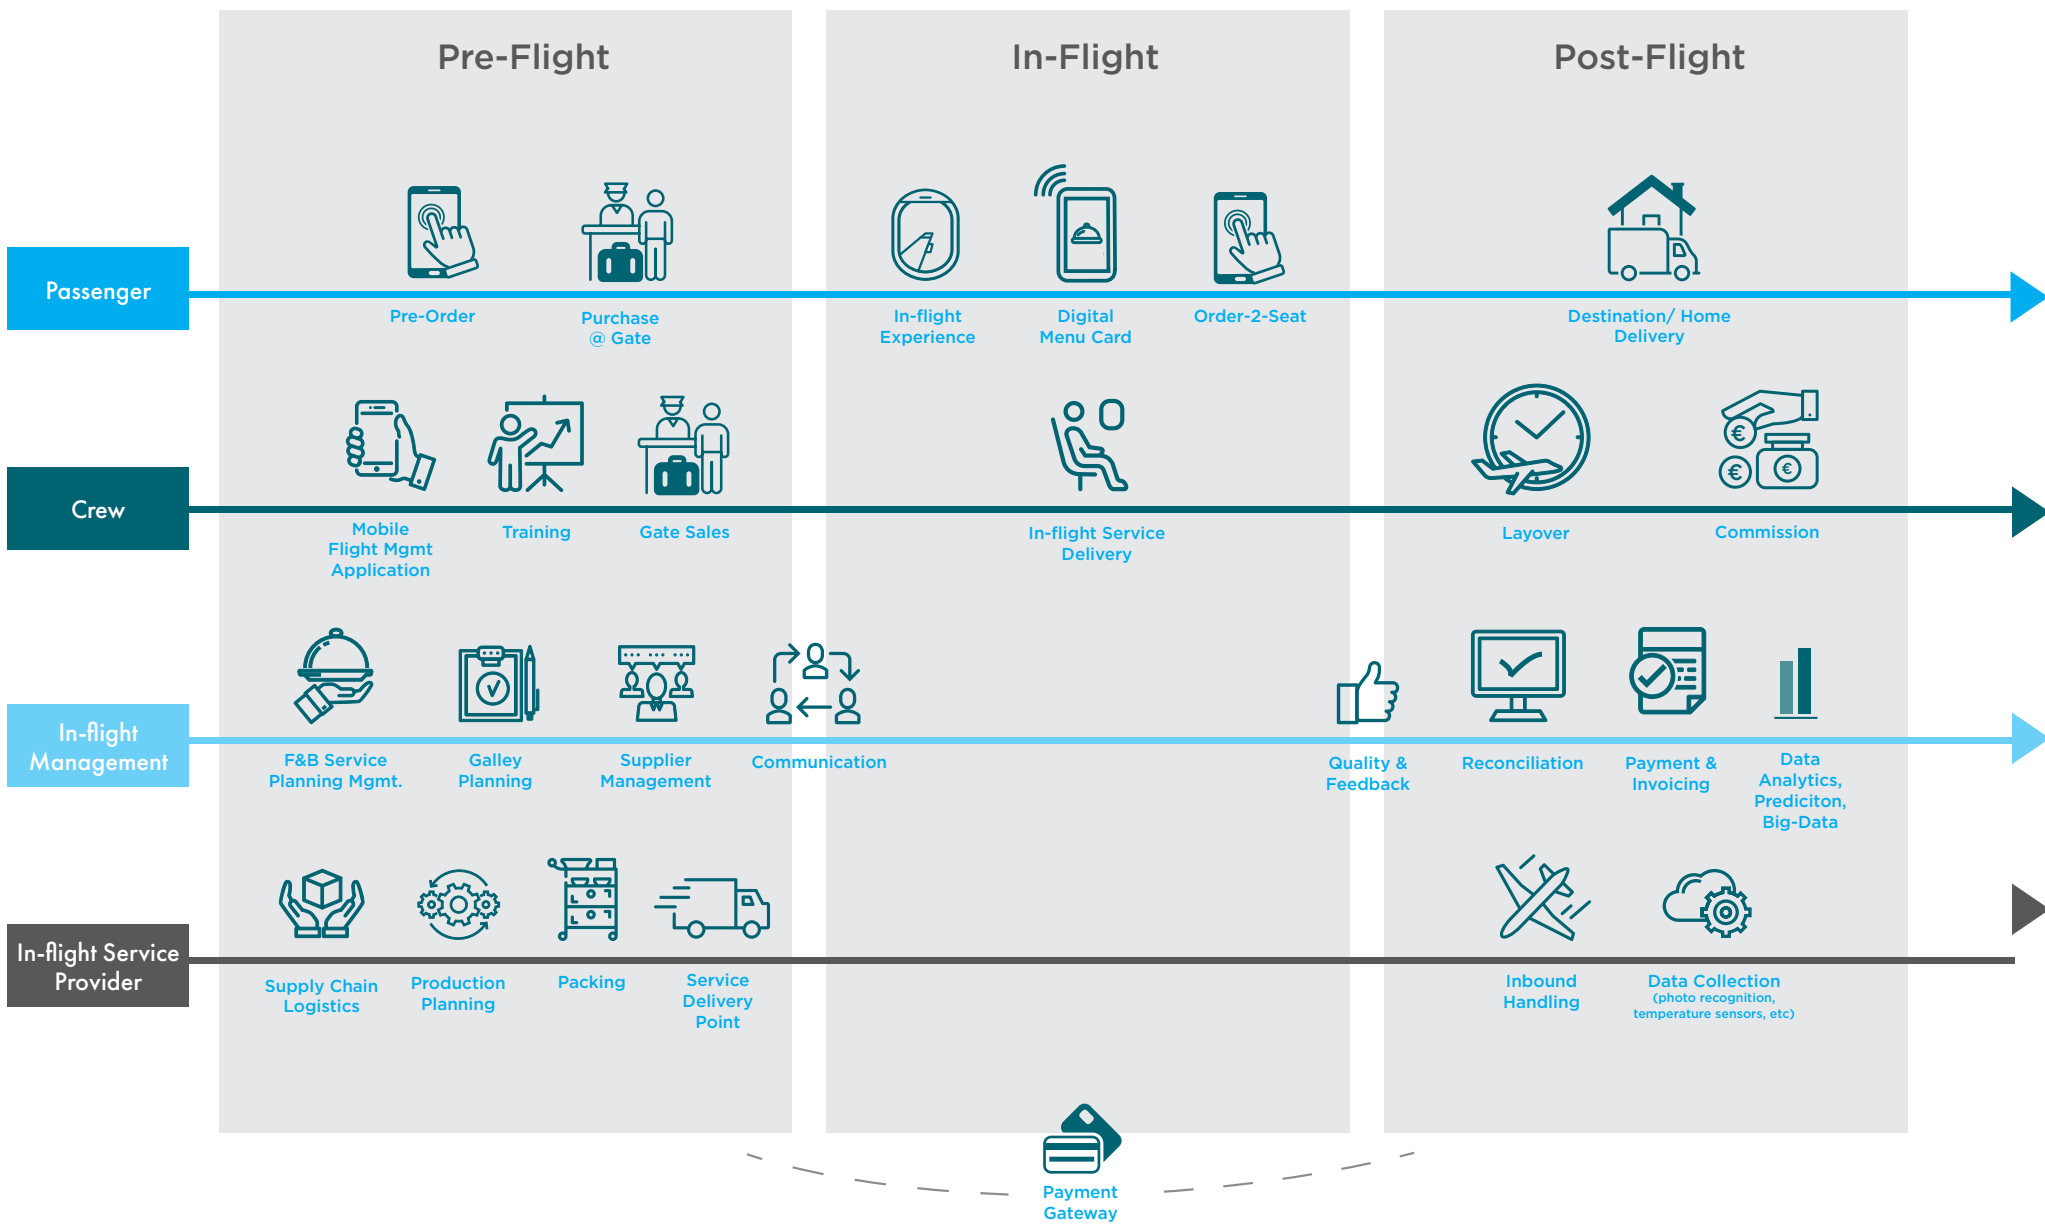 Pre-Flight
In-Flight
Post-Flight
Passenger
Pre-Order
Purchase
@ Gate
In-flight
Experience
Digital
Menu Card
Order-2-Seat
Destination/ Home
Delivery
Crew
Mobile
Flight Mgmt
Application
Training
Gate Sales
In-flight Service
Delivery
Layover
€
€
€
Commission
In-flight
Management
F&B Service
Planning Mgmt.
Galley
Planning
Supplier
Management
Communication
Quality &
Feedback
Reconciliation
Payment &
Invoicing
Data
Analytics,
Prediciton,
Big-Data
In-flight Service
Provider
Supply Chain
Logistics
Production
Planning
Packing
Service
Delivery
Point
Inbound
Handling
Data Collection
(photo recognition,
temperature sensors, etc)
Payment
Gateway